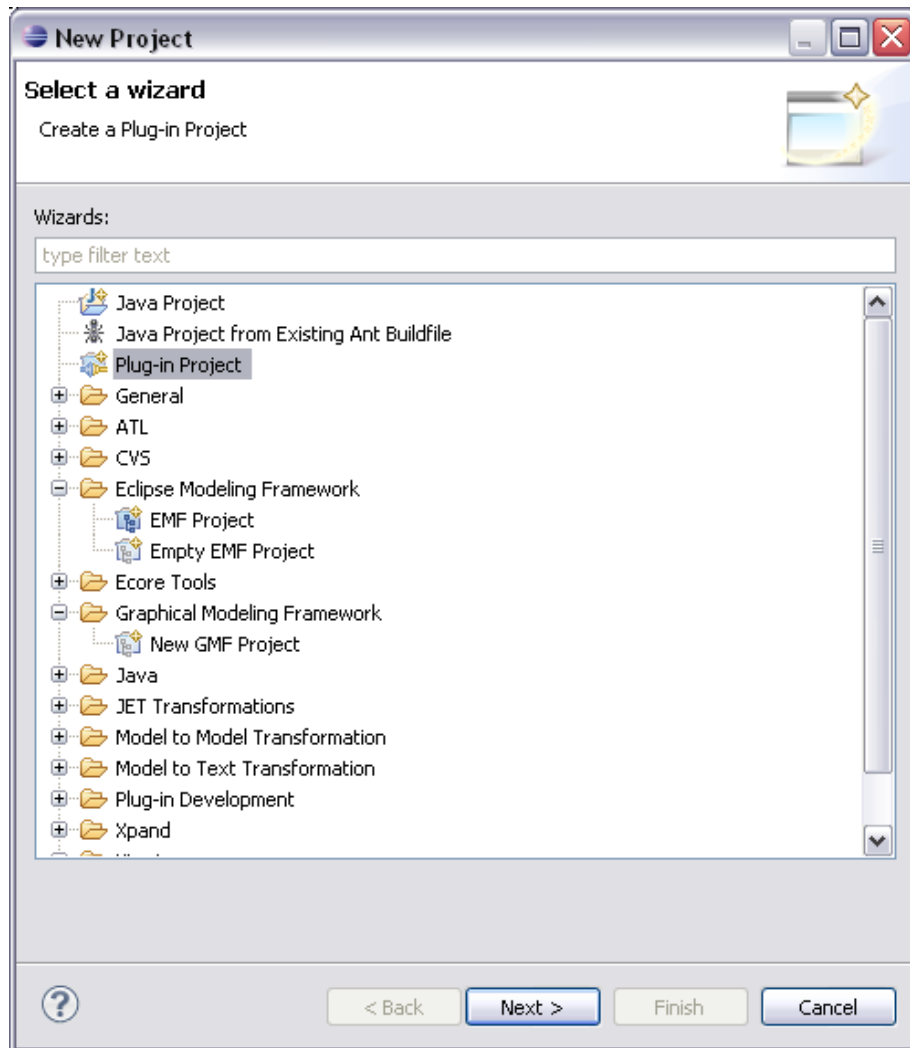 New Project
Select a wizard
Create a Plug-in Project
Wizards:
type filter text
Java Project
Java Project from Existing Ant Buildfile
Plug-in Project
General
ATL
CVS
Eclipse Modeling Framework
EMF Project
Empty EMF Project
Ecore Tools
Graphical Modeling Framework
New GMF Project
Java
JET Transformations
Model to Model Transformation
Model to Text Transformation
Plug-in Development
Xpand
< Back Next > Finish Cancel